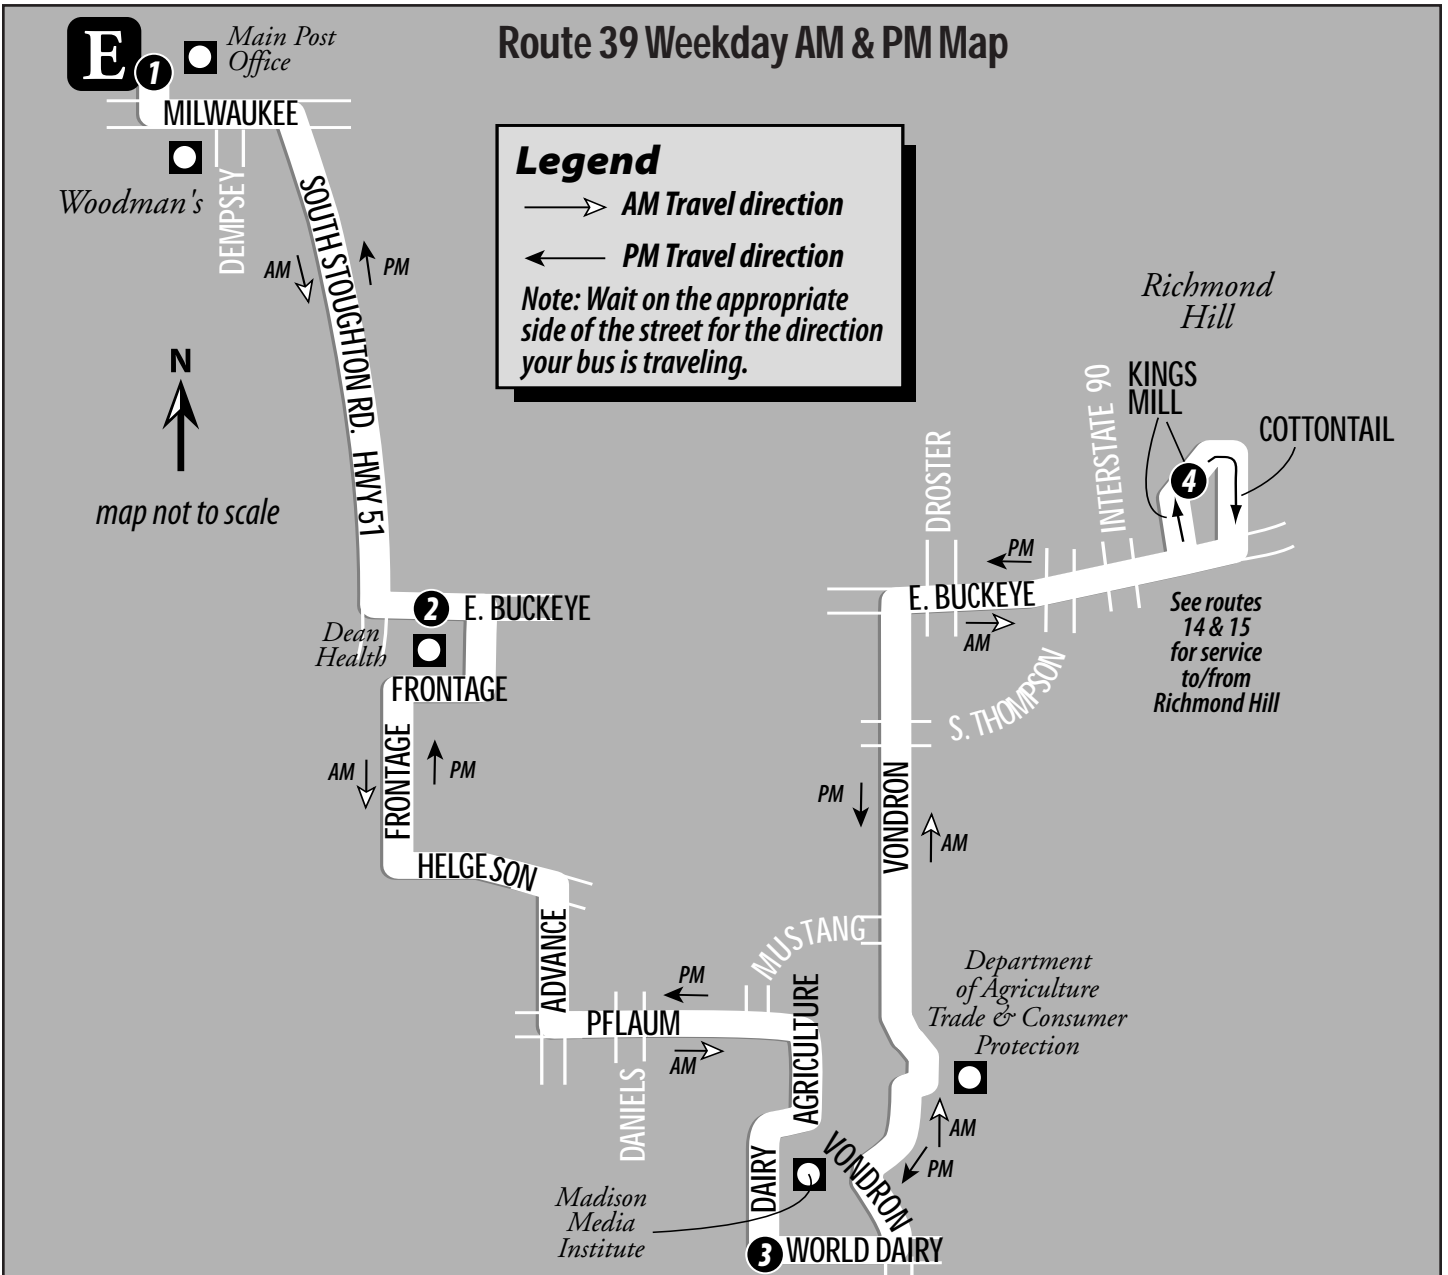 Route 39 Weekday AM & PM Map
E
1
Main Post
Office
MILWAUKEE
Woodman's
DEMPSEY
SOUTH STOUGHTON RD. HWY 51
AM
PM
Legend
AM Travel direction
PM Travel direction
Note: Wait on the appropriate
side of the street for the direction
your bus is traveling.
N
map not to scale
Richmond
Hill
KINGS
MILL
COTTONTAIL
INTERSTATE 90
DROSTER
4
PM
E. BUCKEYE
AM
See routes
14 & 15
for service
to/from
Richmond Hill
S. THOMPSON
2
E. BUCKEYE
Dean
Health
FRONTAGE
FRONTAGE
AM
PM
HELGESON
ADVANCE
PM
VONDRON
AM
MUSTANG
PM
PFLAUM
AM
DANIELS
AGRICULTURE
Department
of Agriculture
Trade & Consumer
Protection
AM
PM
VONDRON
DAIRY
Madison
Media
Institute
3
WORLD DAIRY